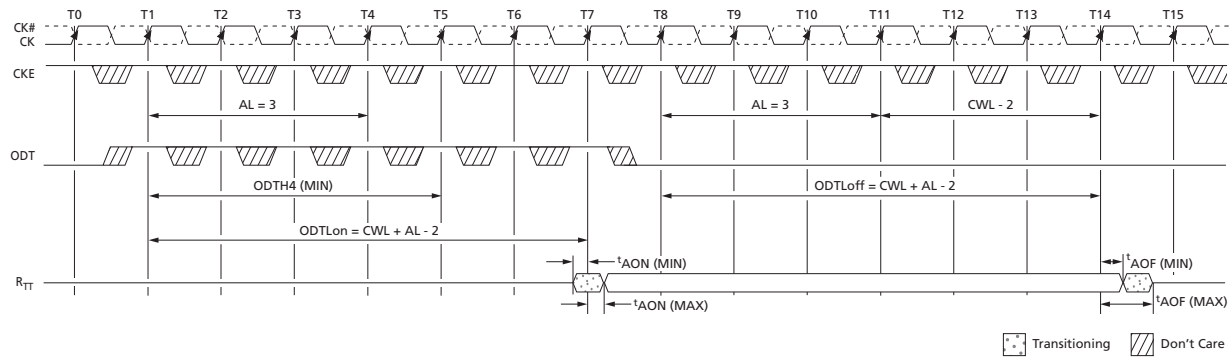 T0 T1 T2 T3 T4 T5 T6 T7 T8 T9 T10 T11 T12 T13 T14 T15
CK#
CK
CKE
AL = 3 AL = 3 CWL - 2
ODT
ODTH4 (MIN) ODTLoff = CWL + AL - 2
ODTLon = CWL + AL - 2
tAON (MIN) tAOF (MIN)
RTT
tAON (MAX) tAOF (MAX)
Transitioning Don't Care